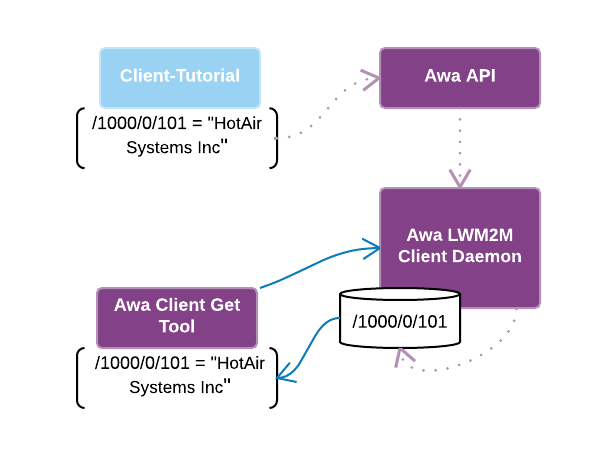 Client-Tutorial
/1000/0/101 = "HotAir
Systems Inc"
Awa API
Awa LWM2M
Client Daemon
/1000/0/101
Awa Client Get
Tool
/1000/0/101 = "HotAir
Systems Inc"